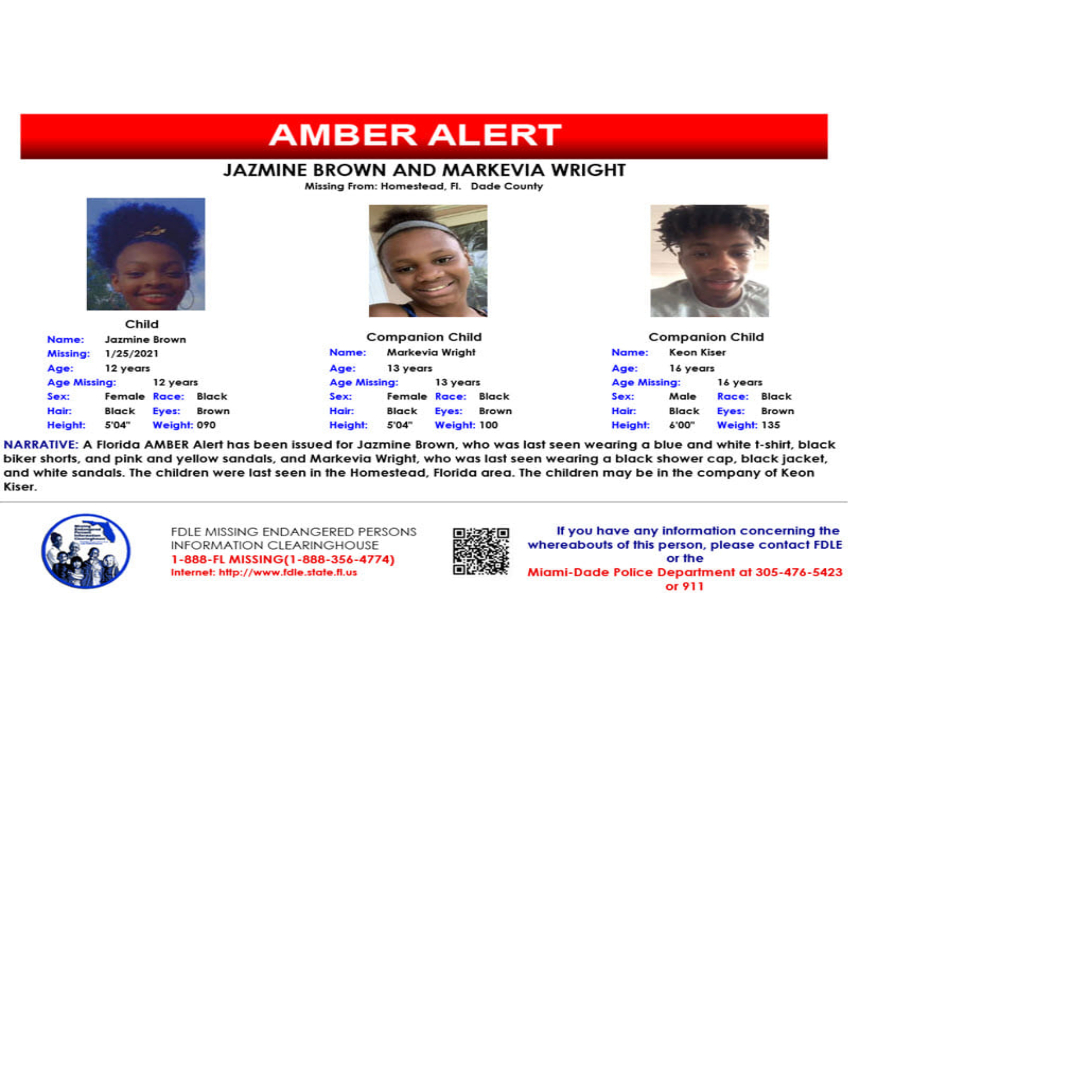 AMBER ALERT
JAZMINE BROWN AND MARKEVIA WRIGHT
Missing From: Homestead, Fl. Dade County
Child
Name: Jazmine Brown
Missing: 1/25/2021
Age: 12 years
Age Missing: 12 years
Sex: Female Race: Black
Hair: Black Eyes: Brown
Height: 5'04" Weight: 090
Companion Child
Name: Markevia Wright
Age: 13 years
Age Missing: 13 years
Sex: Female Race: Black
Hair: Black Eyes: Brown
Height: 5'04" Weight: 100
Companion Child
Name: Keon Kiser
Age: 16 years
Age Missing: 16 years
Sex: Male Race: Black
Hair: Black Eyes: Brown
Height: 6'00" Weight: 135
NARRATIVE: A Florida AMBER Alert has been issued for Jazmine Brown, who was last seen wearing a blue and white t-shirt, black
biker shorts, and pink and yellow sandals, and Markevia Wright, who was last seen wearing a black shower cap, black jacket,
and white sandals. The children were last seen in the Homestead, Florida area. The children may be in the company of Keon
Kiser.
Missing
Endangered
Persons
Information
Clearinghouse
FDLE MISSING ENDANGERED PERSONS
INFORMATION CLEARINGHOUSE
1-888-FL MISSING(1-888-356-4774)
Internet: http://www.fdle.state.fl.us
If you have any information concerning the
whereabouts of this person, please contact FDLE
or the
Miami-Dade Police Department at 305-476-5423
or 911